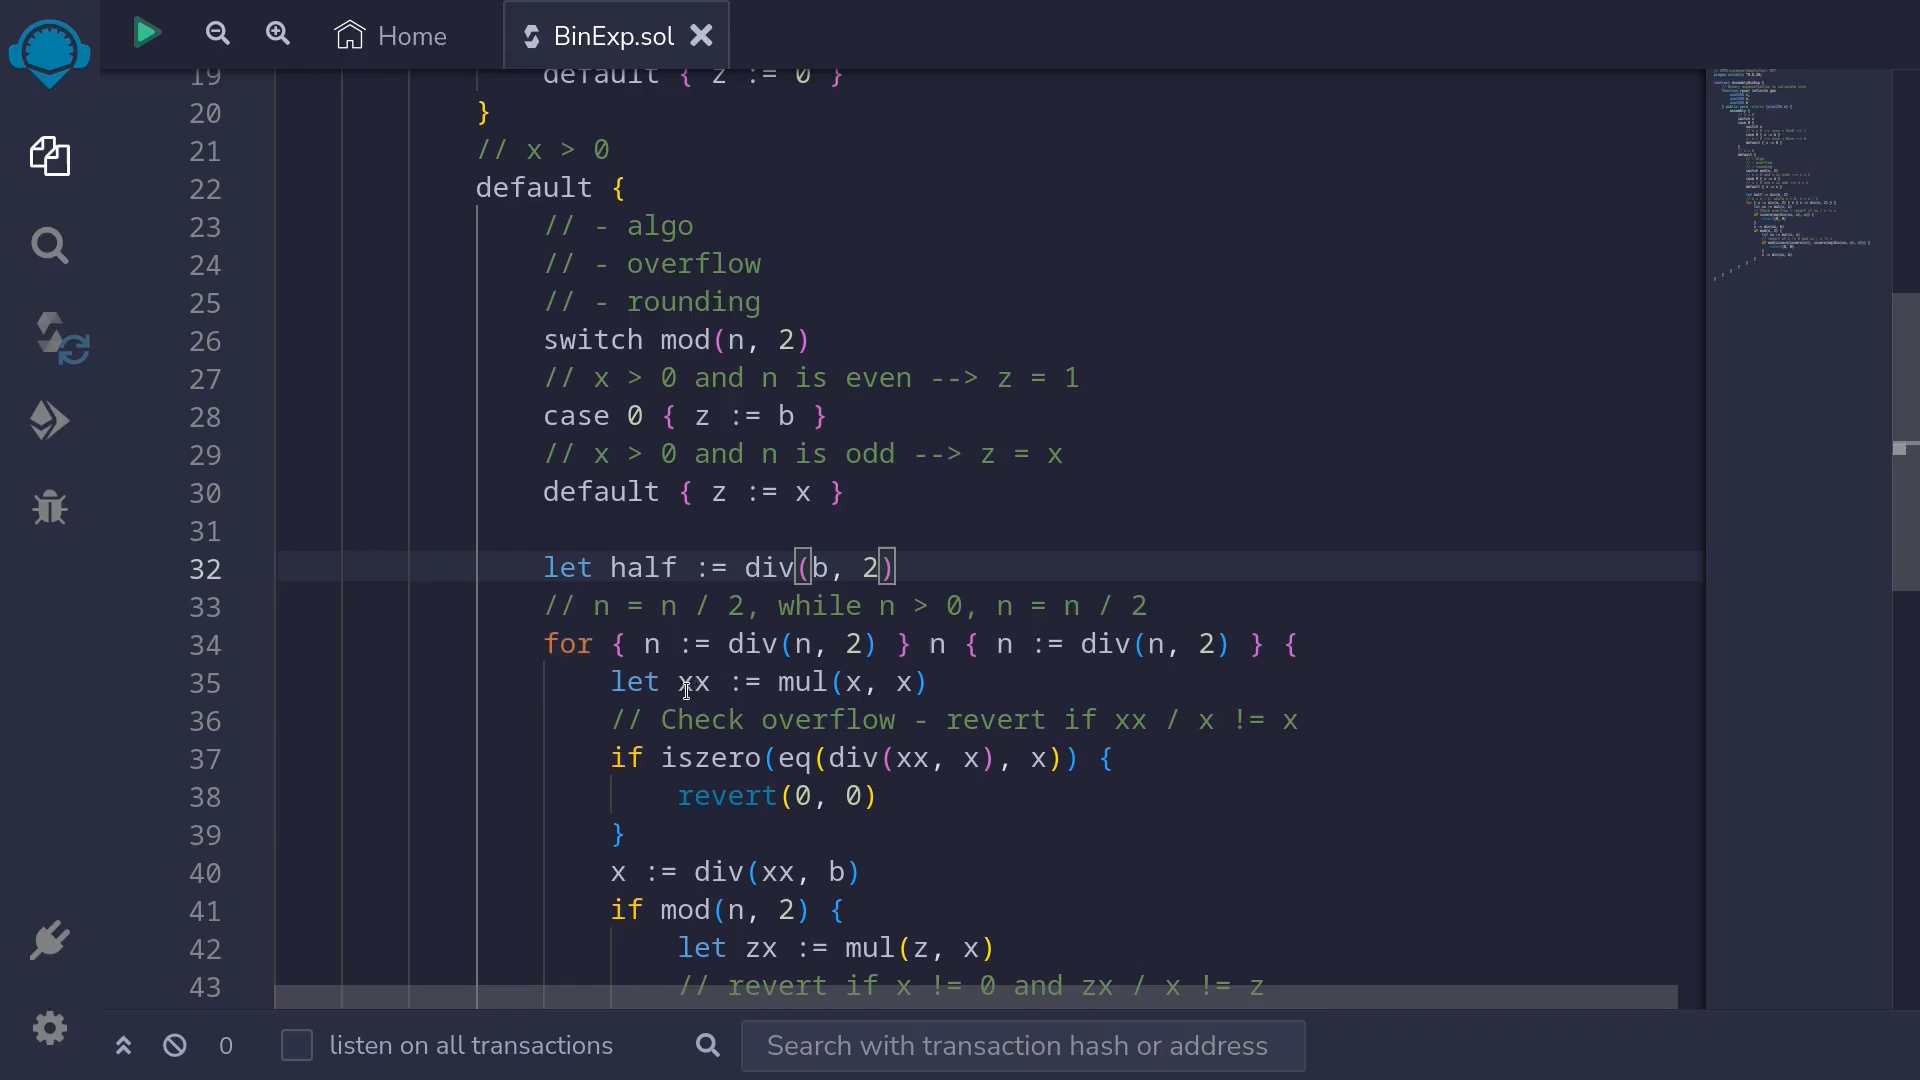 Home
BinExp.sol
19 default { z := 0 }
20 }
21 // x > 0
22 default {
23 // - algo
24 // - overflow
25 // - rounding
26 switch mod(n, 2)
27 // x > 0 and n is even --> z = 1
28 case 0 { z := b }
29 // x > 0 and n is odd --> z = x
30 default { z := x }
31
32 let half := div(b, 2)
33 // n = n / 2, while n > 0, n = n / 2
34 for { n := div(n, 2) } n { n := div(n, 2) } {
35 let xx := mul(x, x)
36 // Check overflow - revert if xx / x != x
37 if iszero(eq(div(xx, x), x)) {
38 revert(0, 0)
39 }
40 x := div(xx, b)
41 if mod(n, 2) {
42 let zx := mul(z, x)
43 // revert if x != 0 and zx / x != z
0
listen on all transactions
Search with transaction hash or address